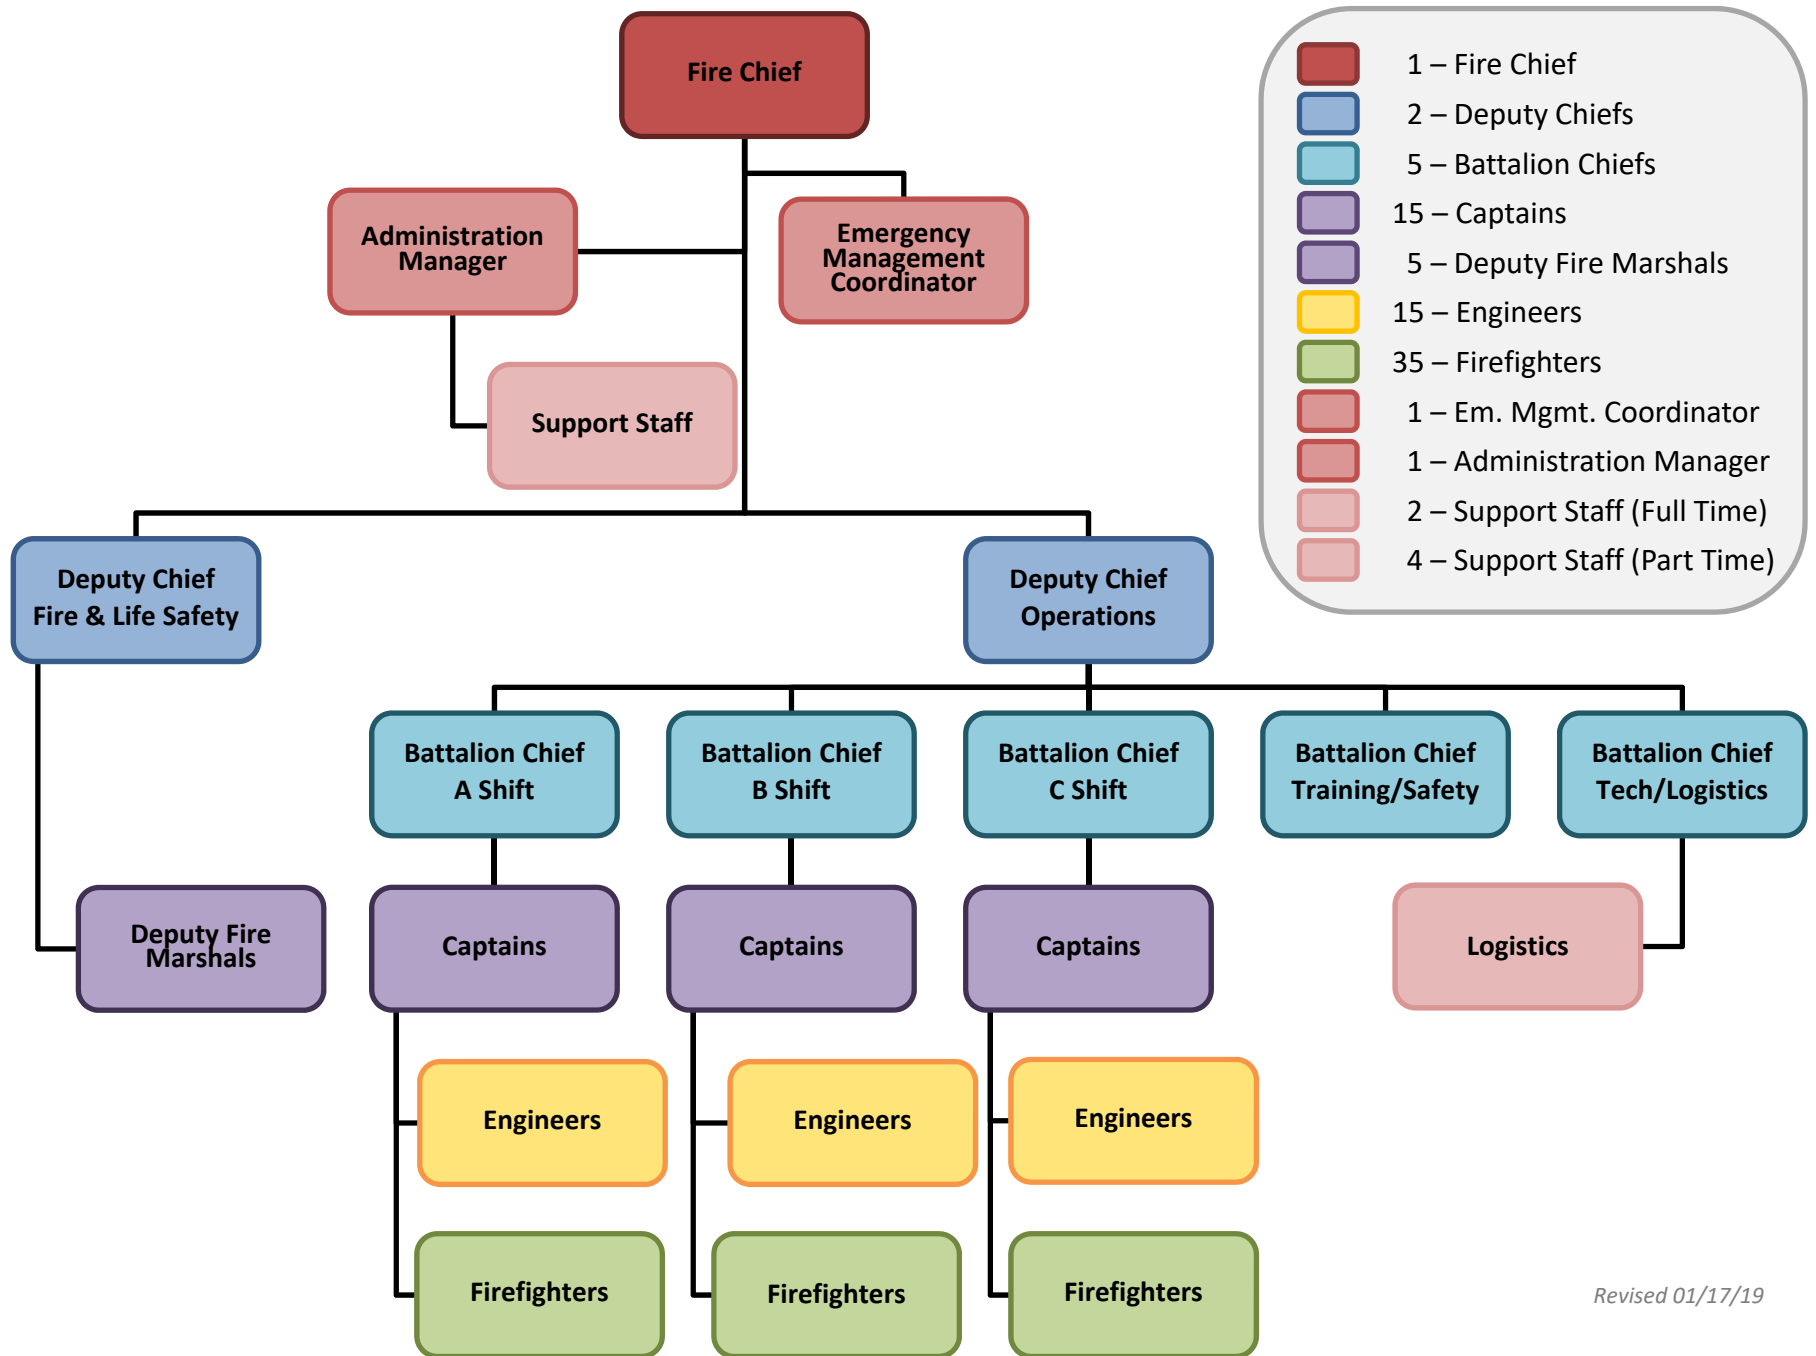 Fire Chief
Administration
Manager
Emergency
Management
Coordinator
Support Staff
1 – Fire Chief
2 – Deputy Chiefs
5 – Battalion Chiefs
15 – Captains
5 – Deputy Fire Marshals
15 – Engineers
35 – Firefighters
1 – Em. Mgmt. Coordinator
1 – Administration Manager
2 – Support Staff (Full Time)
4 – Support Staff (Part Time)
Deputy Chief
Fire & Life Safety
Deputy Chief
Operations
Battalion Chief
A Shift
Battalion Chief
B Shift
Battalion Chief
C Shift
Battalion Chief
Training/Safety
Battalion Chief
Tech/Logistics
Deputy Fire
Marshals
Captains
Captains
Captains
Logistics
Engineers
Engineers
Engineers
Firefighters
Firefighters
Firefighters
Revised 01/17/19